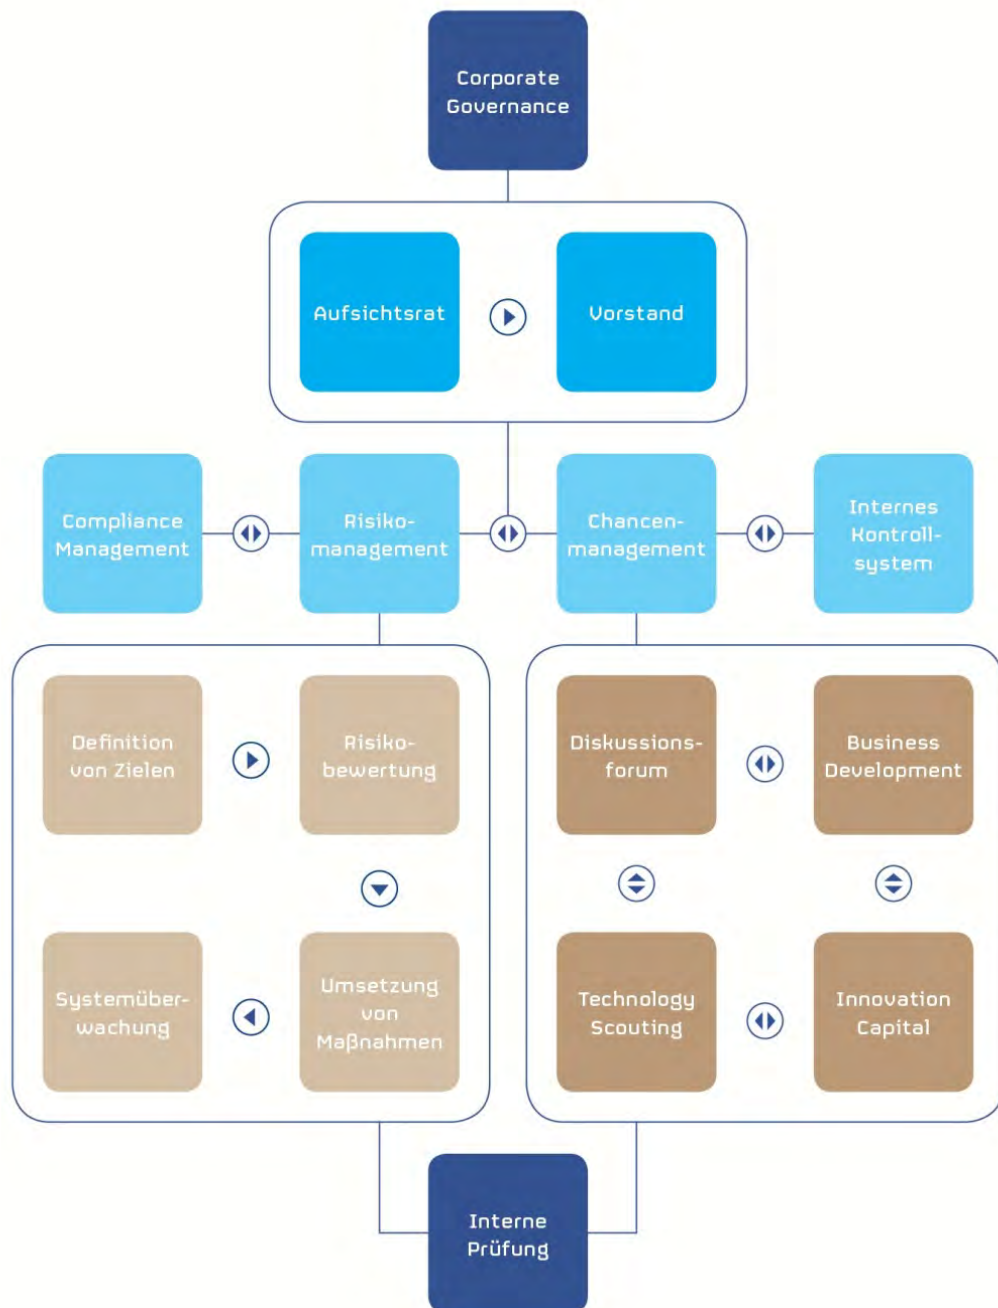 Corporate
Governance
Aufsichtsrat
Vorstand
Compliance
Management
Risiko-
management
Chancen-
management
Internes
Kontroll-
system
Definition
von Zielen
Risiko-
bewertung
Diskussions-
forum
Business
Development
Systemüber-
wachung
Umsetzung
von
Maßnahmen
Technology
Scouting
Innovation
Capital
Interne
Prüfung